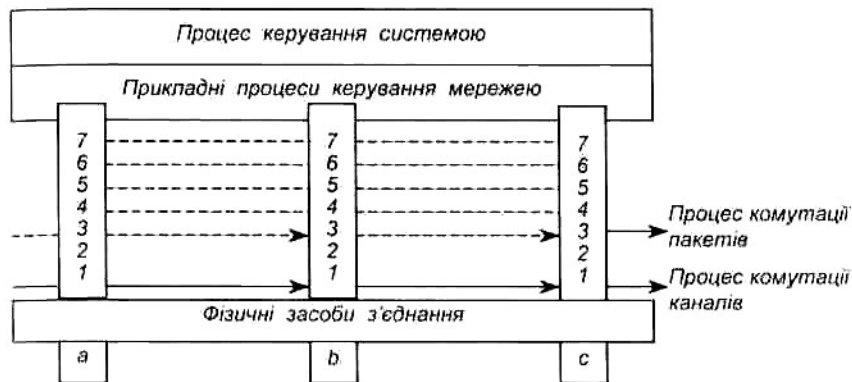 Процес керування системою
Прикладні процеси керування мережею
7 7 7
6 6 6
5 5 5
4 4 4
3 3 3
2 2 2
1 1 1
Процес комутації
пакетів
Процес комутації
каналів
Фізичні засоби з'єднання
a b c